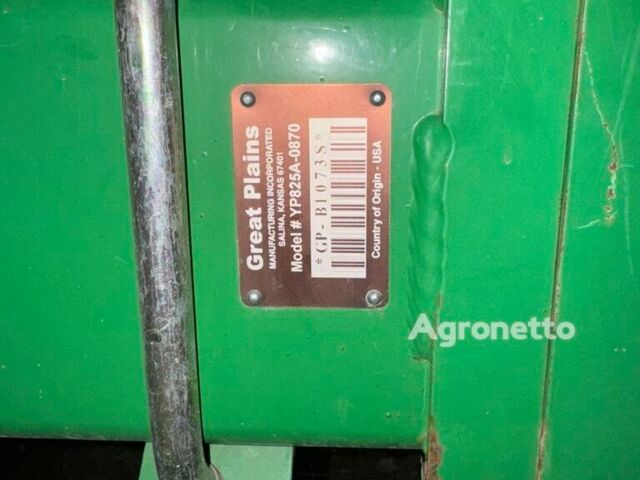 Great Plains
MANUFACTURING INCORPORATED
SALINA, KANSAS 67401
Model # YP825A-0870
*GP-B1073S*
Country of Origin - USA
Agronetto